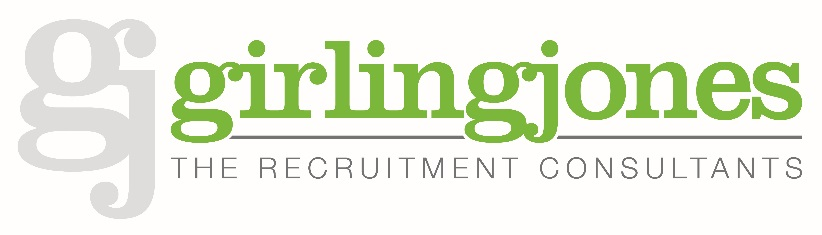 gj
girlingjones
THE RECRUITMENT CONSULTANTS